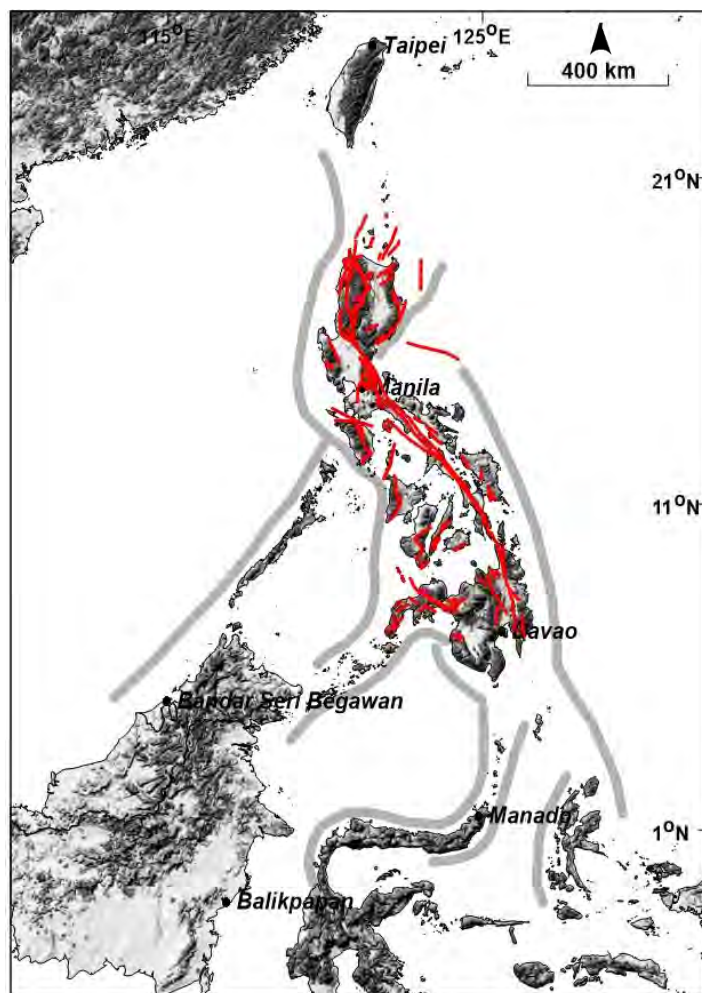 115°E
125°E
Taipei
400 km
21°N
Manila
11°N
Davao
Bandar Seri Begawan
Manado
1°N
Balikpapan